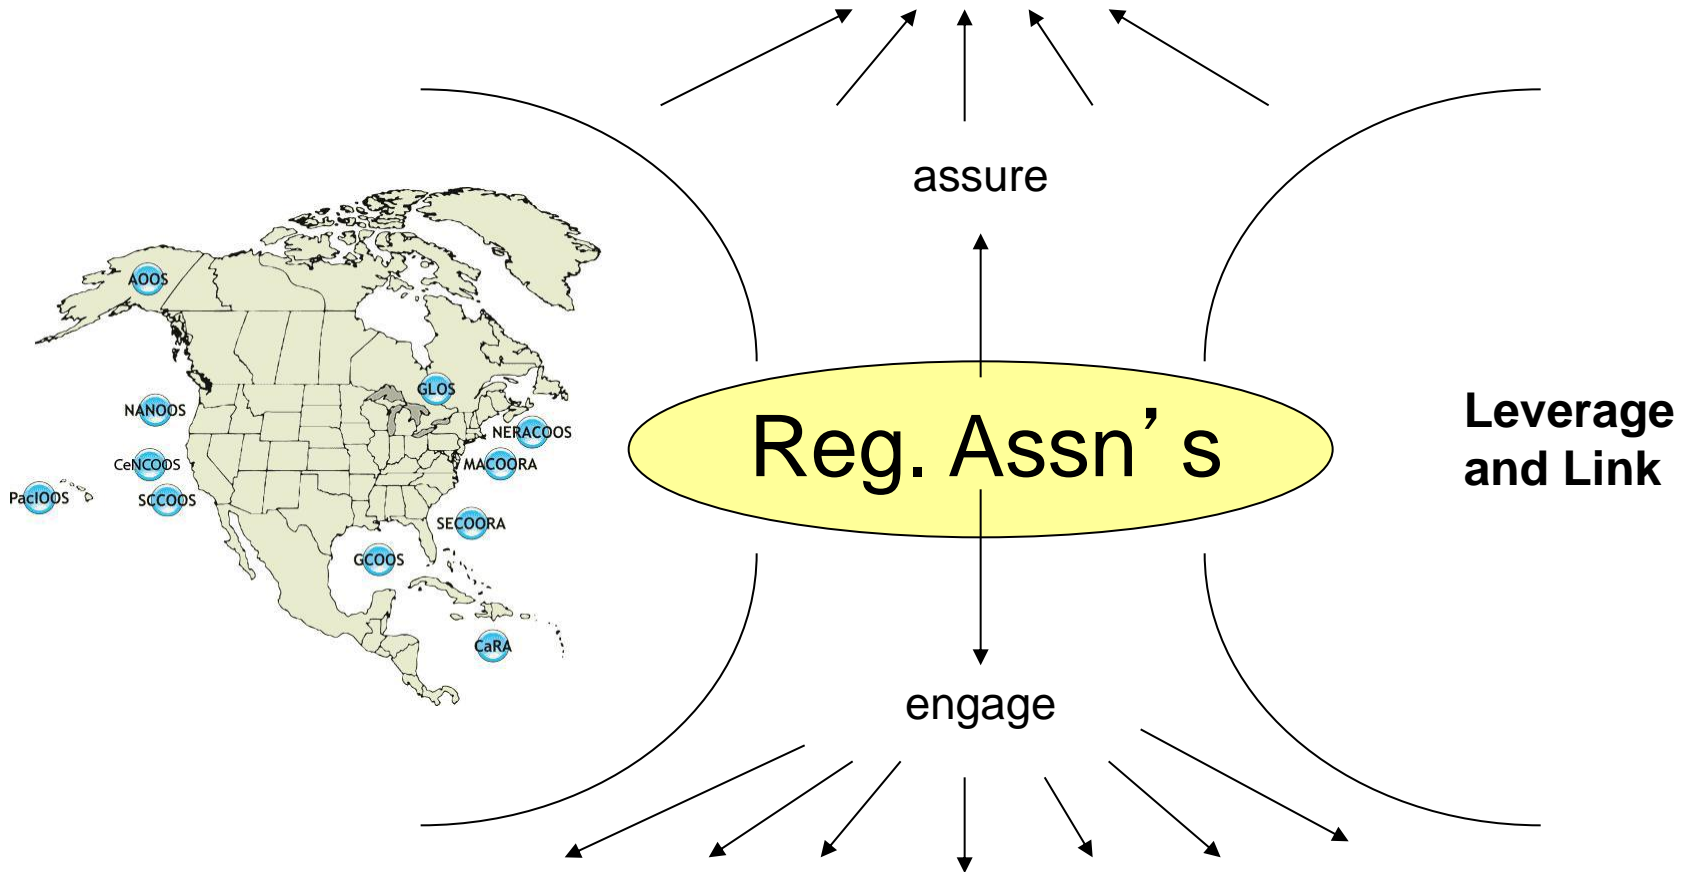 assure
AOOS
GLOS
NANOOS
NERACOOS
CeNCOOS
MACOORA
PacIOOS
SCCOOS
SECOORA
GCOOS
CaRA
Reg. Assn’s
Leverage
and Link
engage